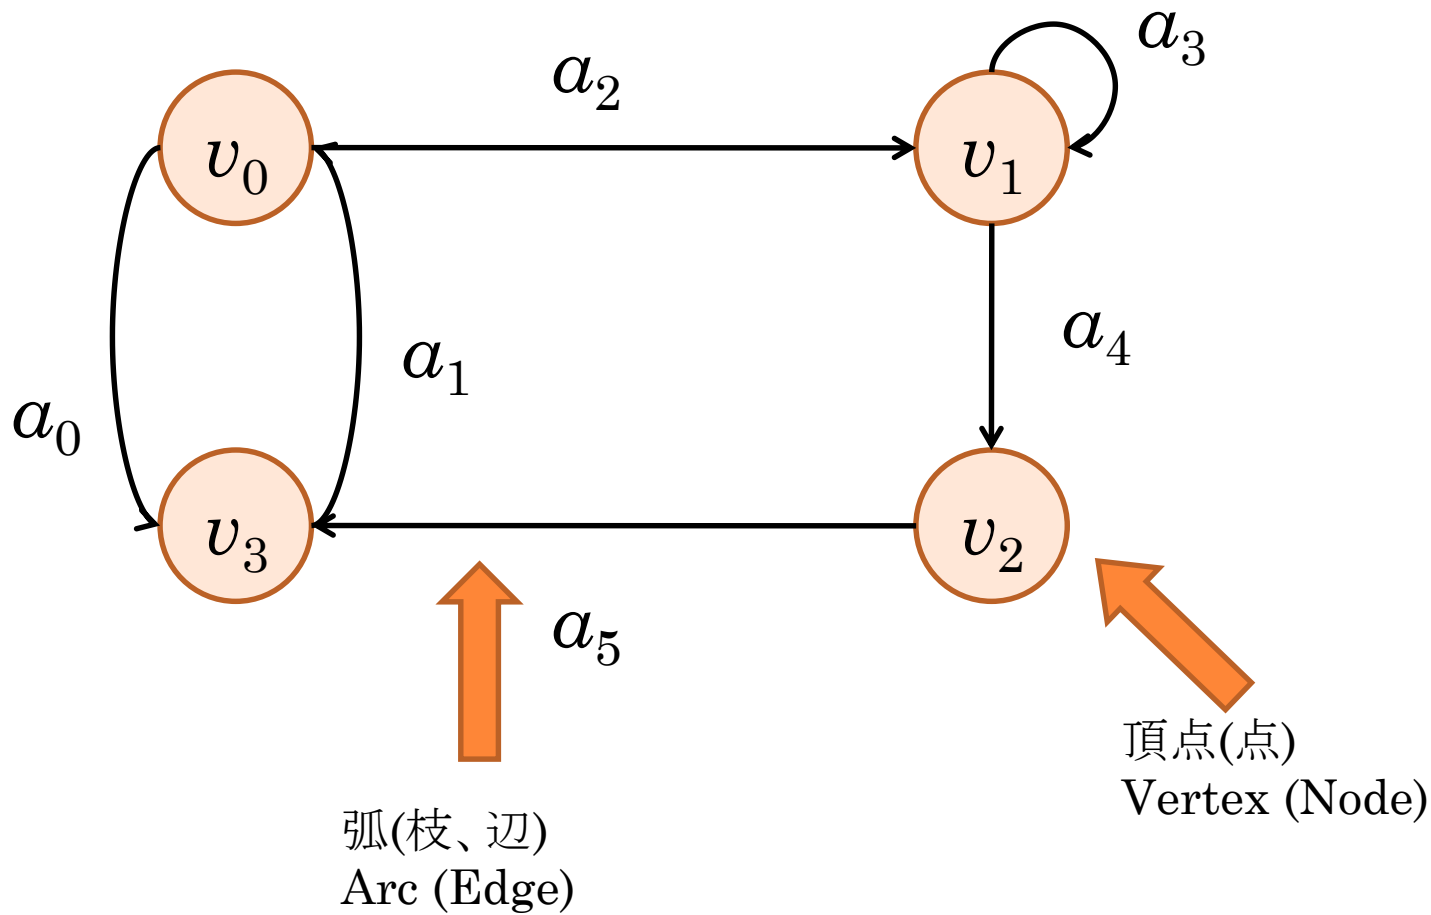 a₃
a₂
v₀
v₁
a₄
a₁
a₀
v₃
v₂
a₅
頂点(点)
Vertex (Node)
弧(枝、辺)
Arc (Edge)